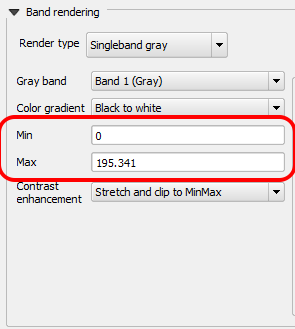 Band rendering
Render type Singleband gray
Gray band Band 1 (Gray)
Color gradient Black to white
Min 0
Max 195.341
Contrast enhancement Stretch and clip to MinMax